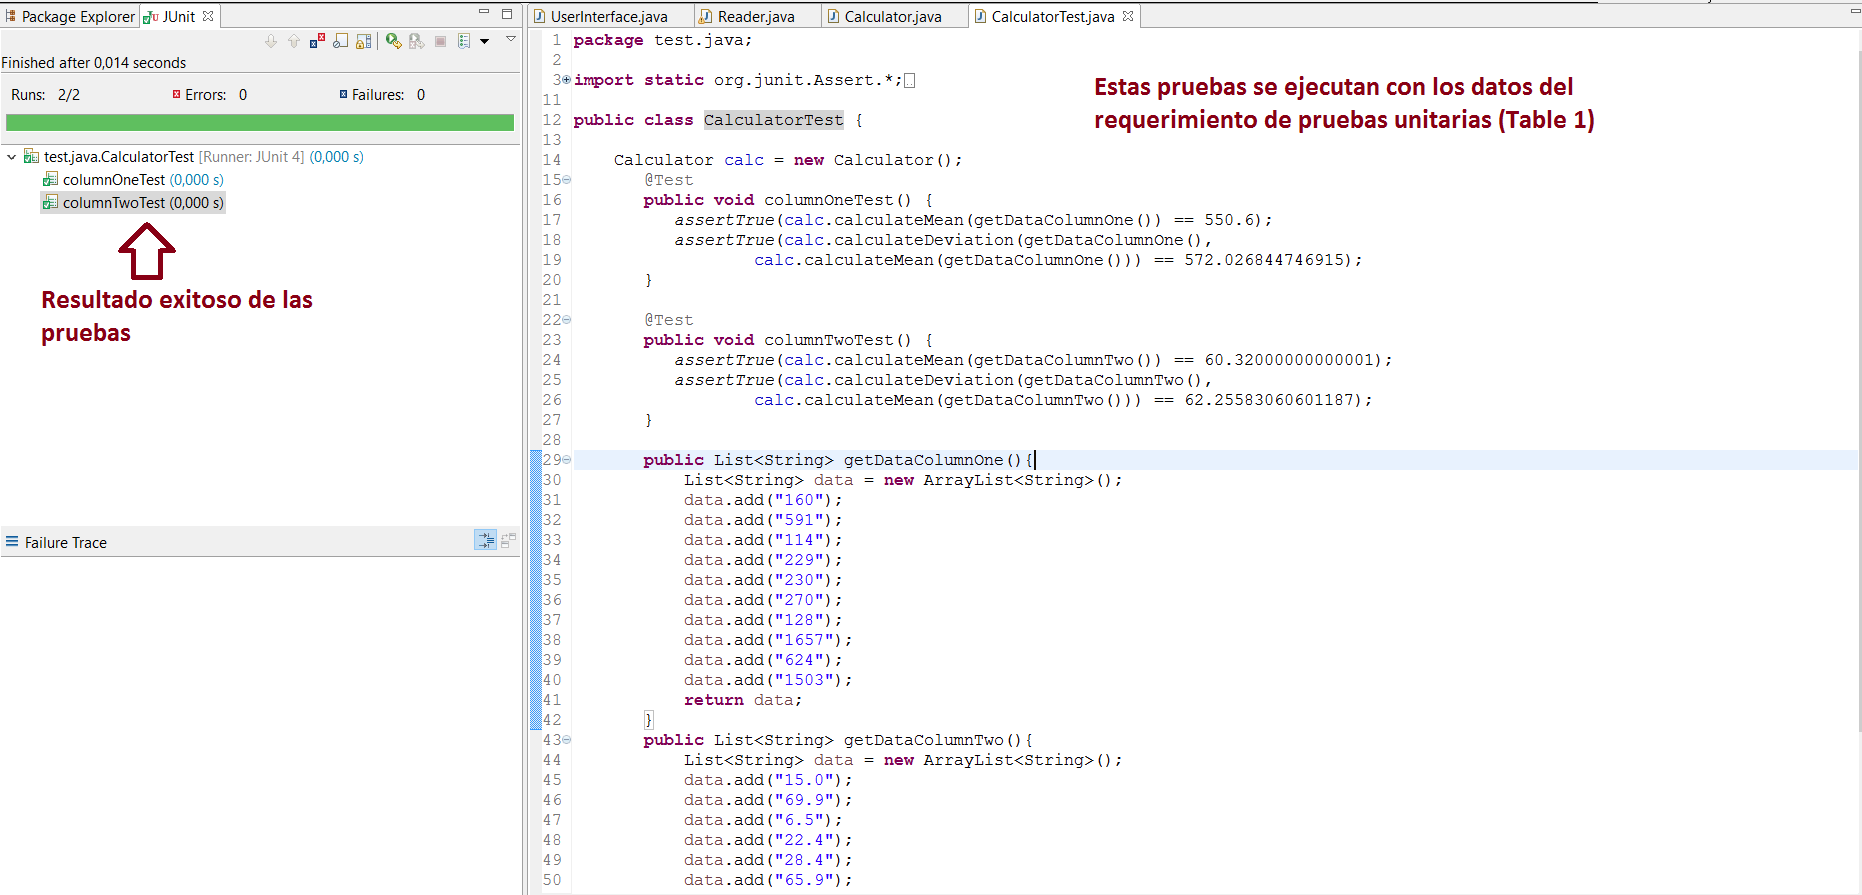 Package Explorer
JUnit
Finished after 0,014 seconds
Runs: 2/2
Errors: 0
Failures: 0
test.java.CalculatorTest [Runner: JUnit 4] (0,000 s)
columnOneTest (0,000 s)
columnTwoTest (0,000 s)
Resultado exitoso de las
pruebas
Failure Trace
UserInterface.java
Reader.java
Calculator.java
CalculatorTest.java
1 package test.java;
2
3 import static org.junit.Assert.*;
11
12 public class CalculatorTest {
13
14 Calculator calc = new Calculator();
15 @Test
16 public void columnOneTest() {
17 assertTrue(calc.calculateMean(getDataColumnOne()) == 550.6);
18 assertTrue(calc.calculateDeviation(getDataColumnOne(),
19 calc.calculateMean(getDataColumnOne())) == 572.026844746915);
20 }
21
22 @Test
23 public void columnTwoTest() {
24 assertTrue(calc.calculateMean(getDataColumnTwo()) == 60.32000000000001);
25 assertTrue(calc.calculateDeviation(getDataColumnTwo(),
26 calc.calculateMean(getDataColumnTwo())) == 62.25583060601187);
27 }
28
29 public List<String> getDataColumnOne(){
30 List<String> data = new ArrayList<String>();
31 data.add("160");
32 data.add("591");
33 data.add("114");
34 data.add("229");
35 data.add("230");
36 data.add("270");
37 data.add("128");
38 data.add("1657");
39 data.add("624");
40 data.add("1503");
41 return data;
42 }
43 public List<String> getDataColumnTwo(){
44 List<String> data = new ArrayList<String>();
45 data.add("15.0");
46 data.add("69.9");
47 data.add("6.5");
48 data.add("22.4");
49 data.add("28.4");
50 data.add("65.9");
Estas pruebas se ejecutan con los datos del
requerimiento de pruebas unitarias (Table 1)